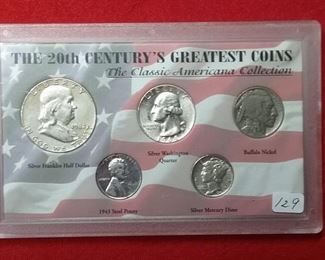 THE 20th CENTURY'S GREATEST COINS
The Classic Americana Collection
LIBERTY
Silver Franklin Half Dollar
Silver Washington
Quarter
Buffalo Nickel
1943 Steel Penny
Silver Mercury Dime
129